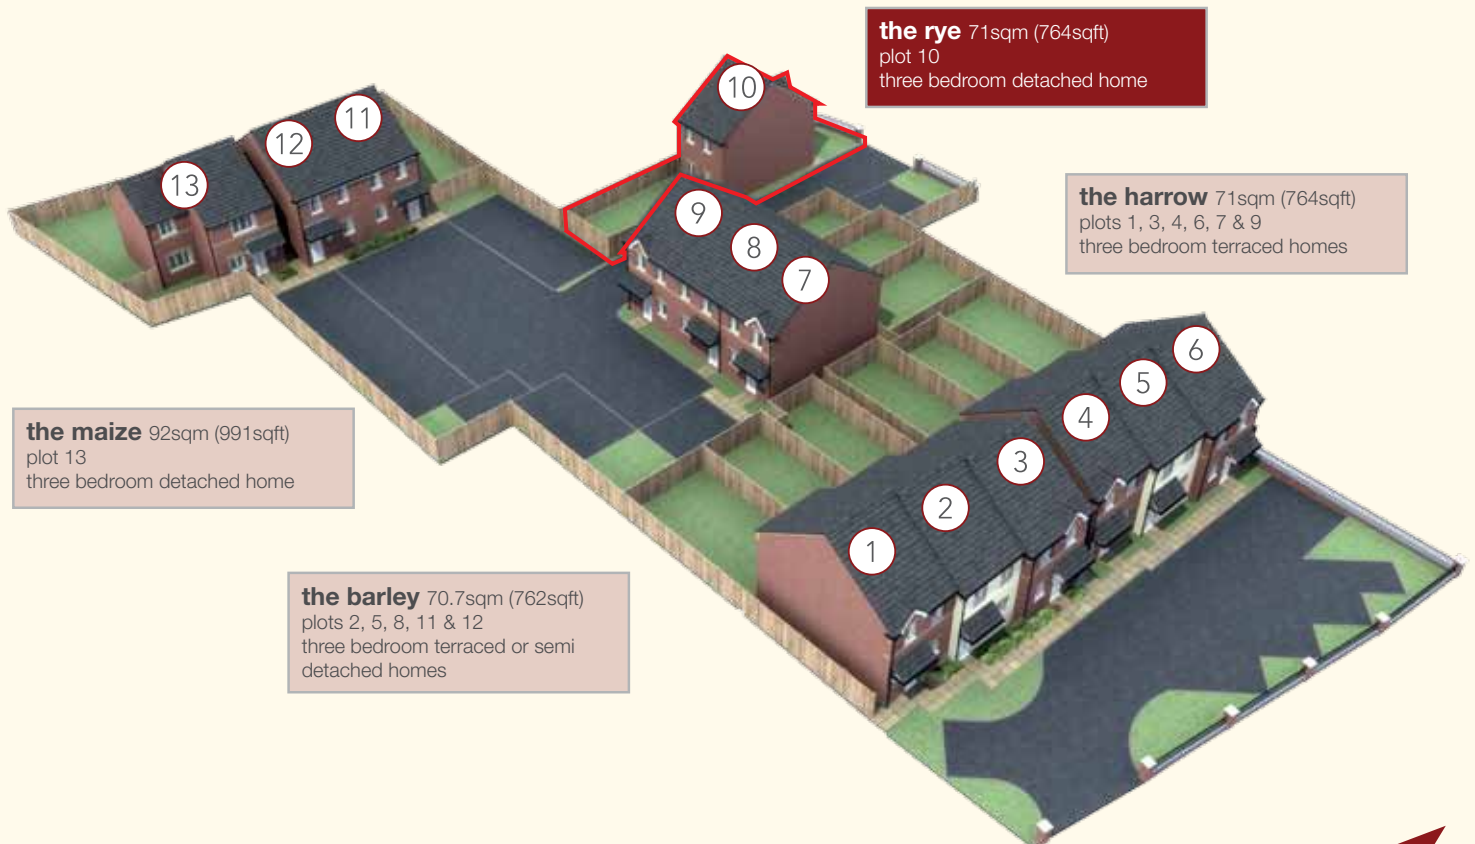 the rye 71sqm (764sqft)
plot 10
three bedroom detached home
10
11
12
13
9
8
7
the harrow 71sqm (764sqft)
plots 1, 3, 4, 6, 7 & 9
three bedroom terraced homes
6
5
4
3
2
1
the maize 92sqm (991sqft)
plot 13
three bedroom detached home
the barley 70.7sqm (762sqft)
plots 2, 5, 8, 11 & 12
three bedroom terraced or semi
detached homes